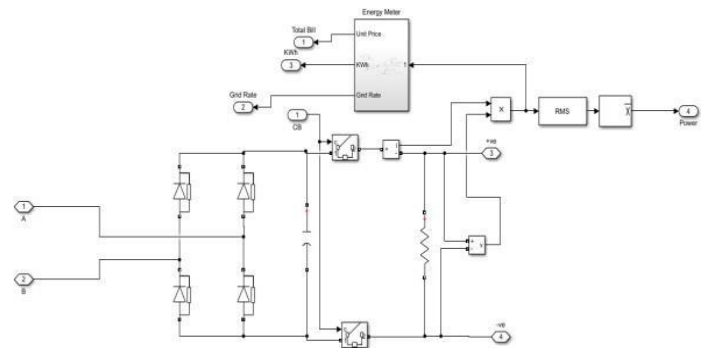 Energy Meter
Total Bill
1
Unit Price
KWh
3
KWh
1
Grid Rate
2
Grid Rate
1
CB
X
RMS
4
Power
+ve
3
1
A
2
B
+
-
v
-ve
4